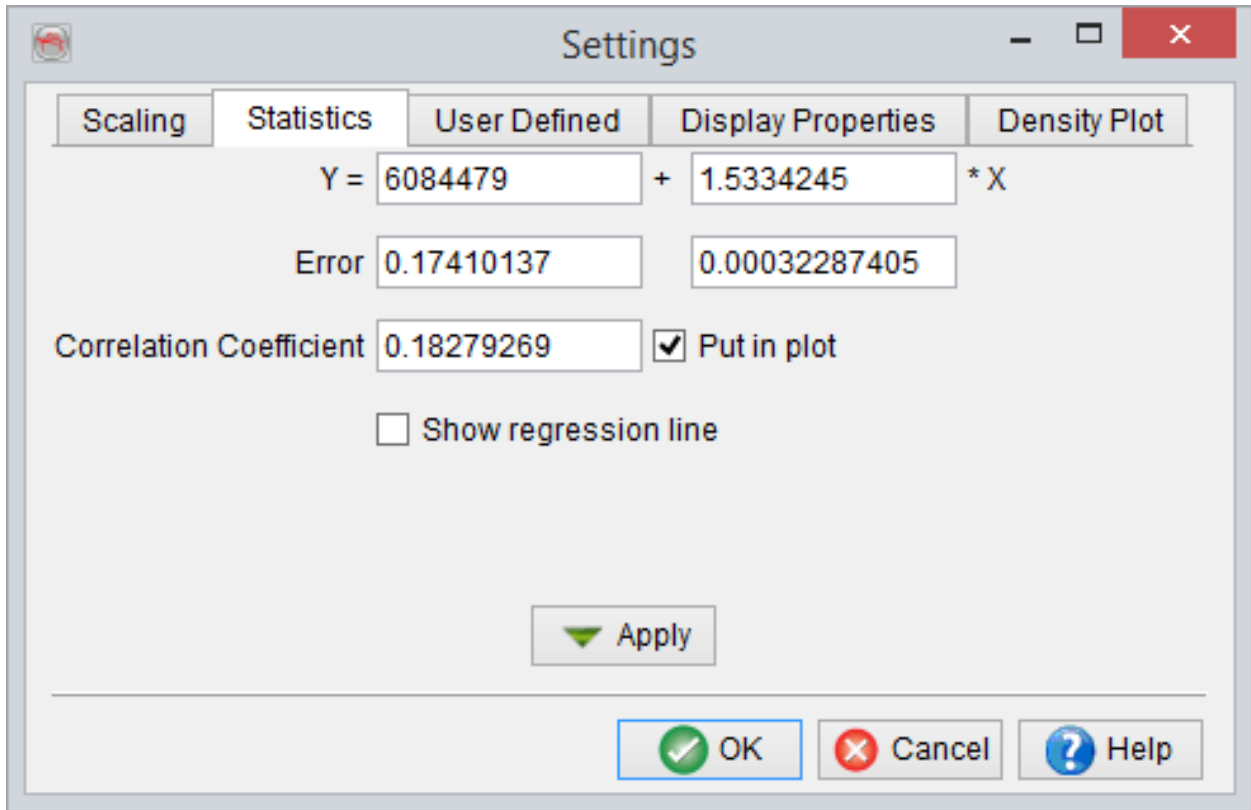 Settings
Scaling Statistics User Defined Display Properties Density Plot
Y = 6084479 + 1.5334245 * X
Error 0.17410137 0.00032287405
Correlation Coefficient 0.18279269 Put in plot
Show regression line
Apply
OK Cancel Help